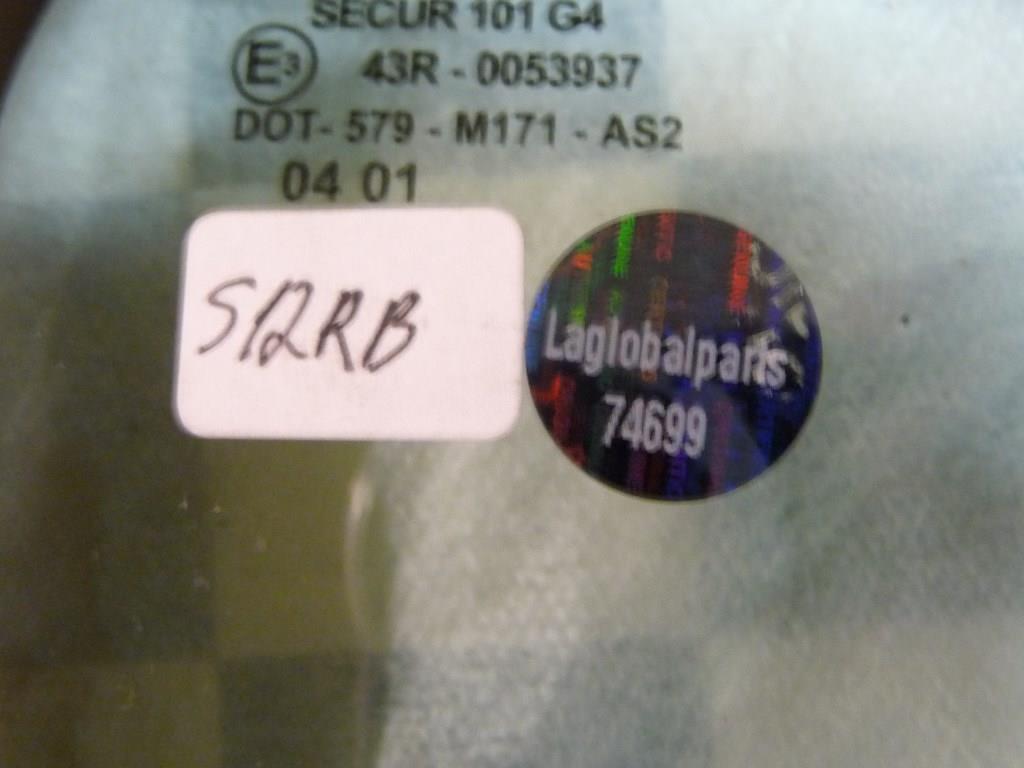 SECUR 101 G4
E3 43R - 0053937
DOT- 579 - M171 - AS2
04 01
S12RB
Laglobalparts
74699